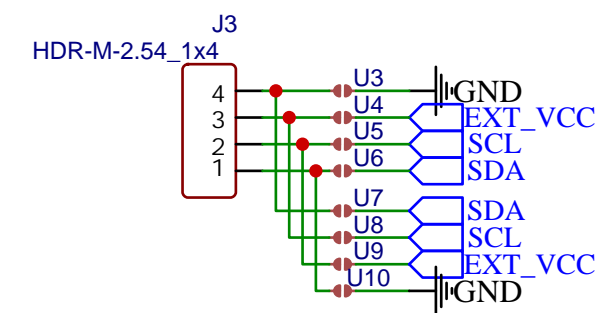 J3
HDR-M-2.54_1x4
4 U3 GND
3 U4 EXT_VCC
2 U5 SCL
1 U6 SDA
U7 SDA
U8 SCL
U9 EXT_VCC
U10 GND